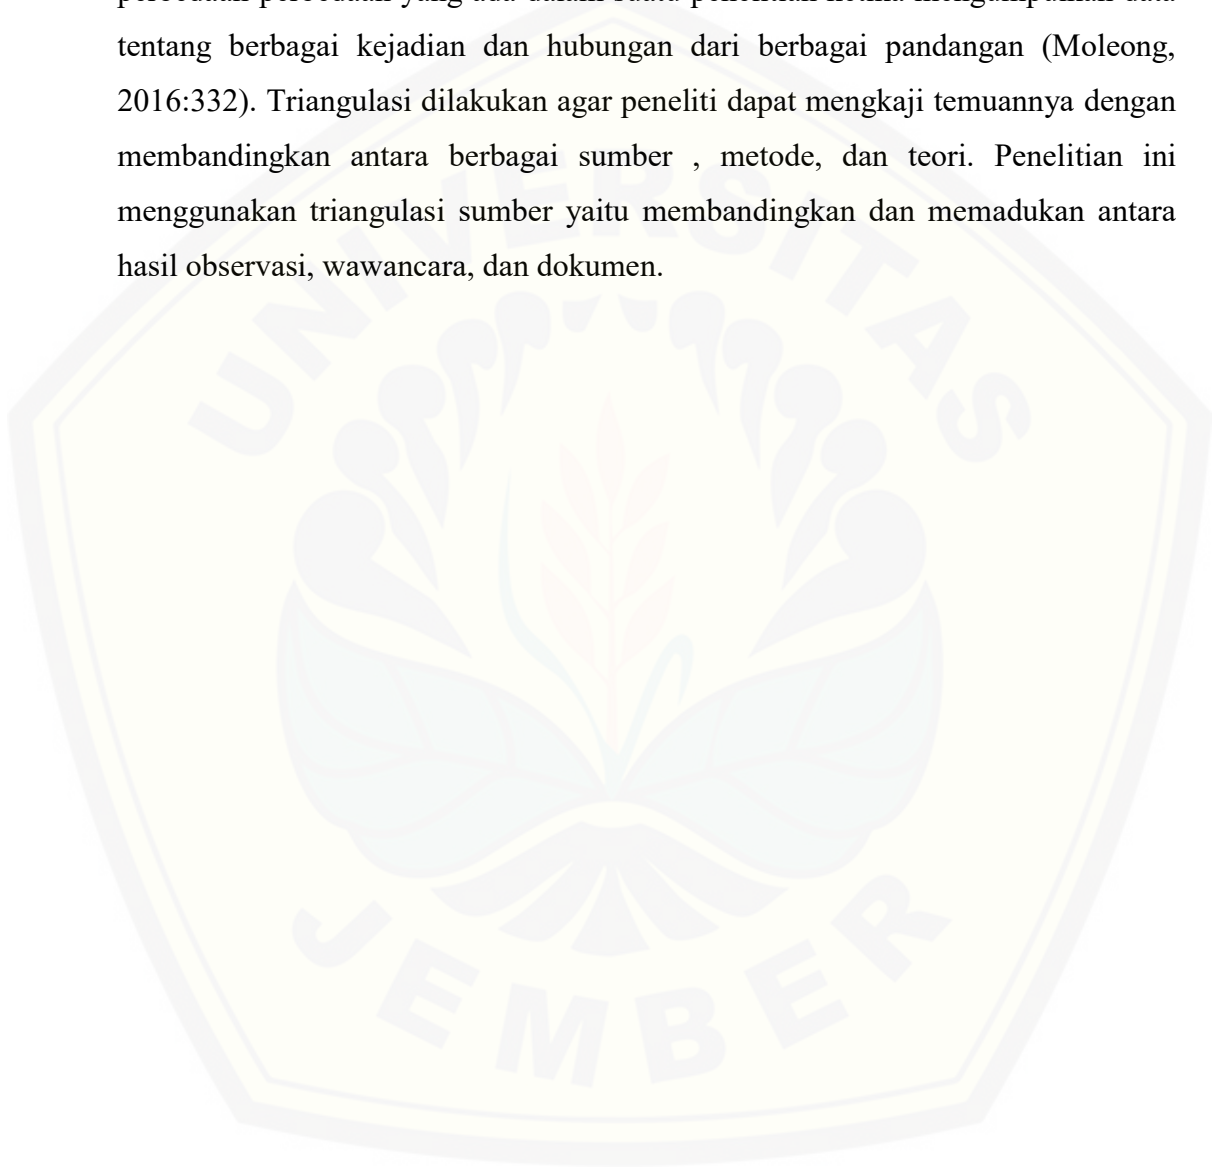 tentang berbagai kejadian dan hubungan dari berbagai pandangan (Moleong,
2016:332). Triangulasi dilakukan agar peneliti dapat mengkaji temuannya dengan
membandingkan antara berbagai sumber , metode, dan teori. Penelitian ini
menggunakan triangulasi sumber yaitu membandingkan dan memadukan antara
hasil observasi, wawancara, dan dokumen.
UNIVERSITAS
JEMBER